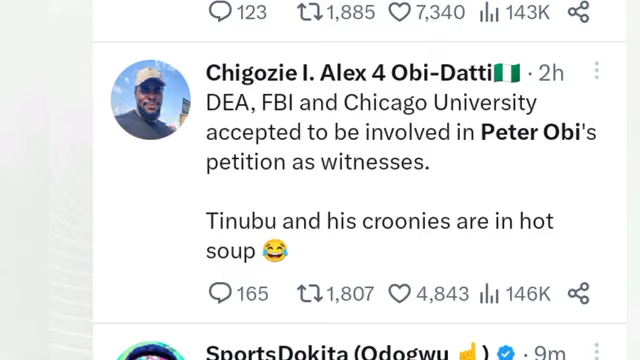 123 1,885 7,340 143K
Chigozie I. Alex 4 Obi-Datti🇳🇬 · 2h
DEA, FBI and Chicago University
accepted to be involved in Peter Obi's
petition as witnesses.
Tinubu and his croonies are in hot
soup 😂
165 1,807 4,843 146K
SportsDokita (Odogwu ☝️) · 9m